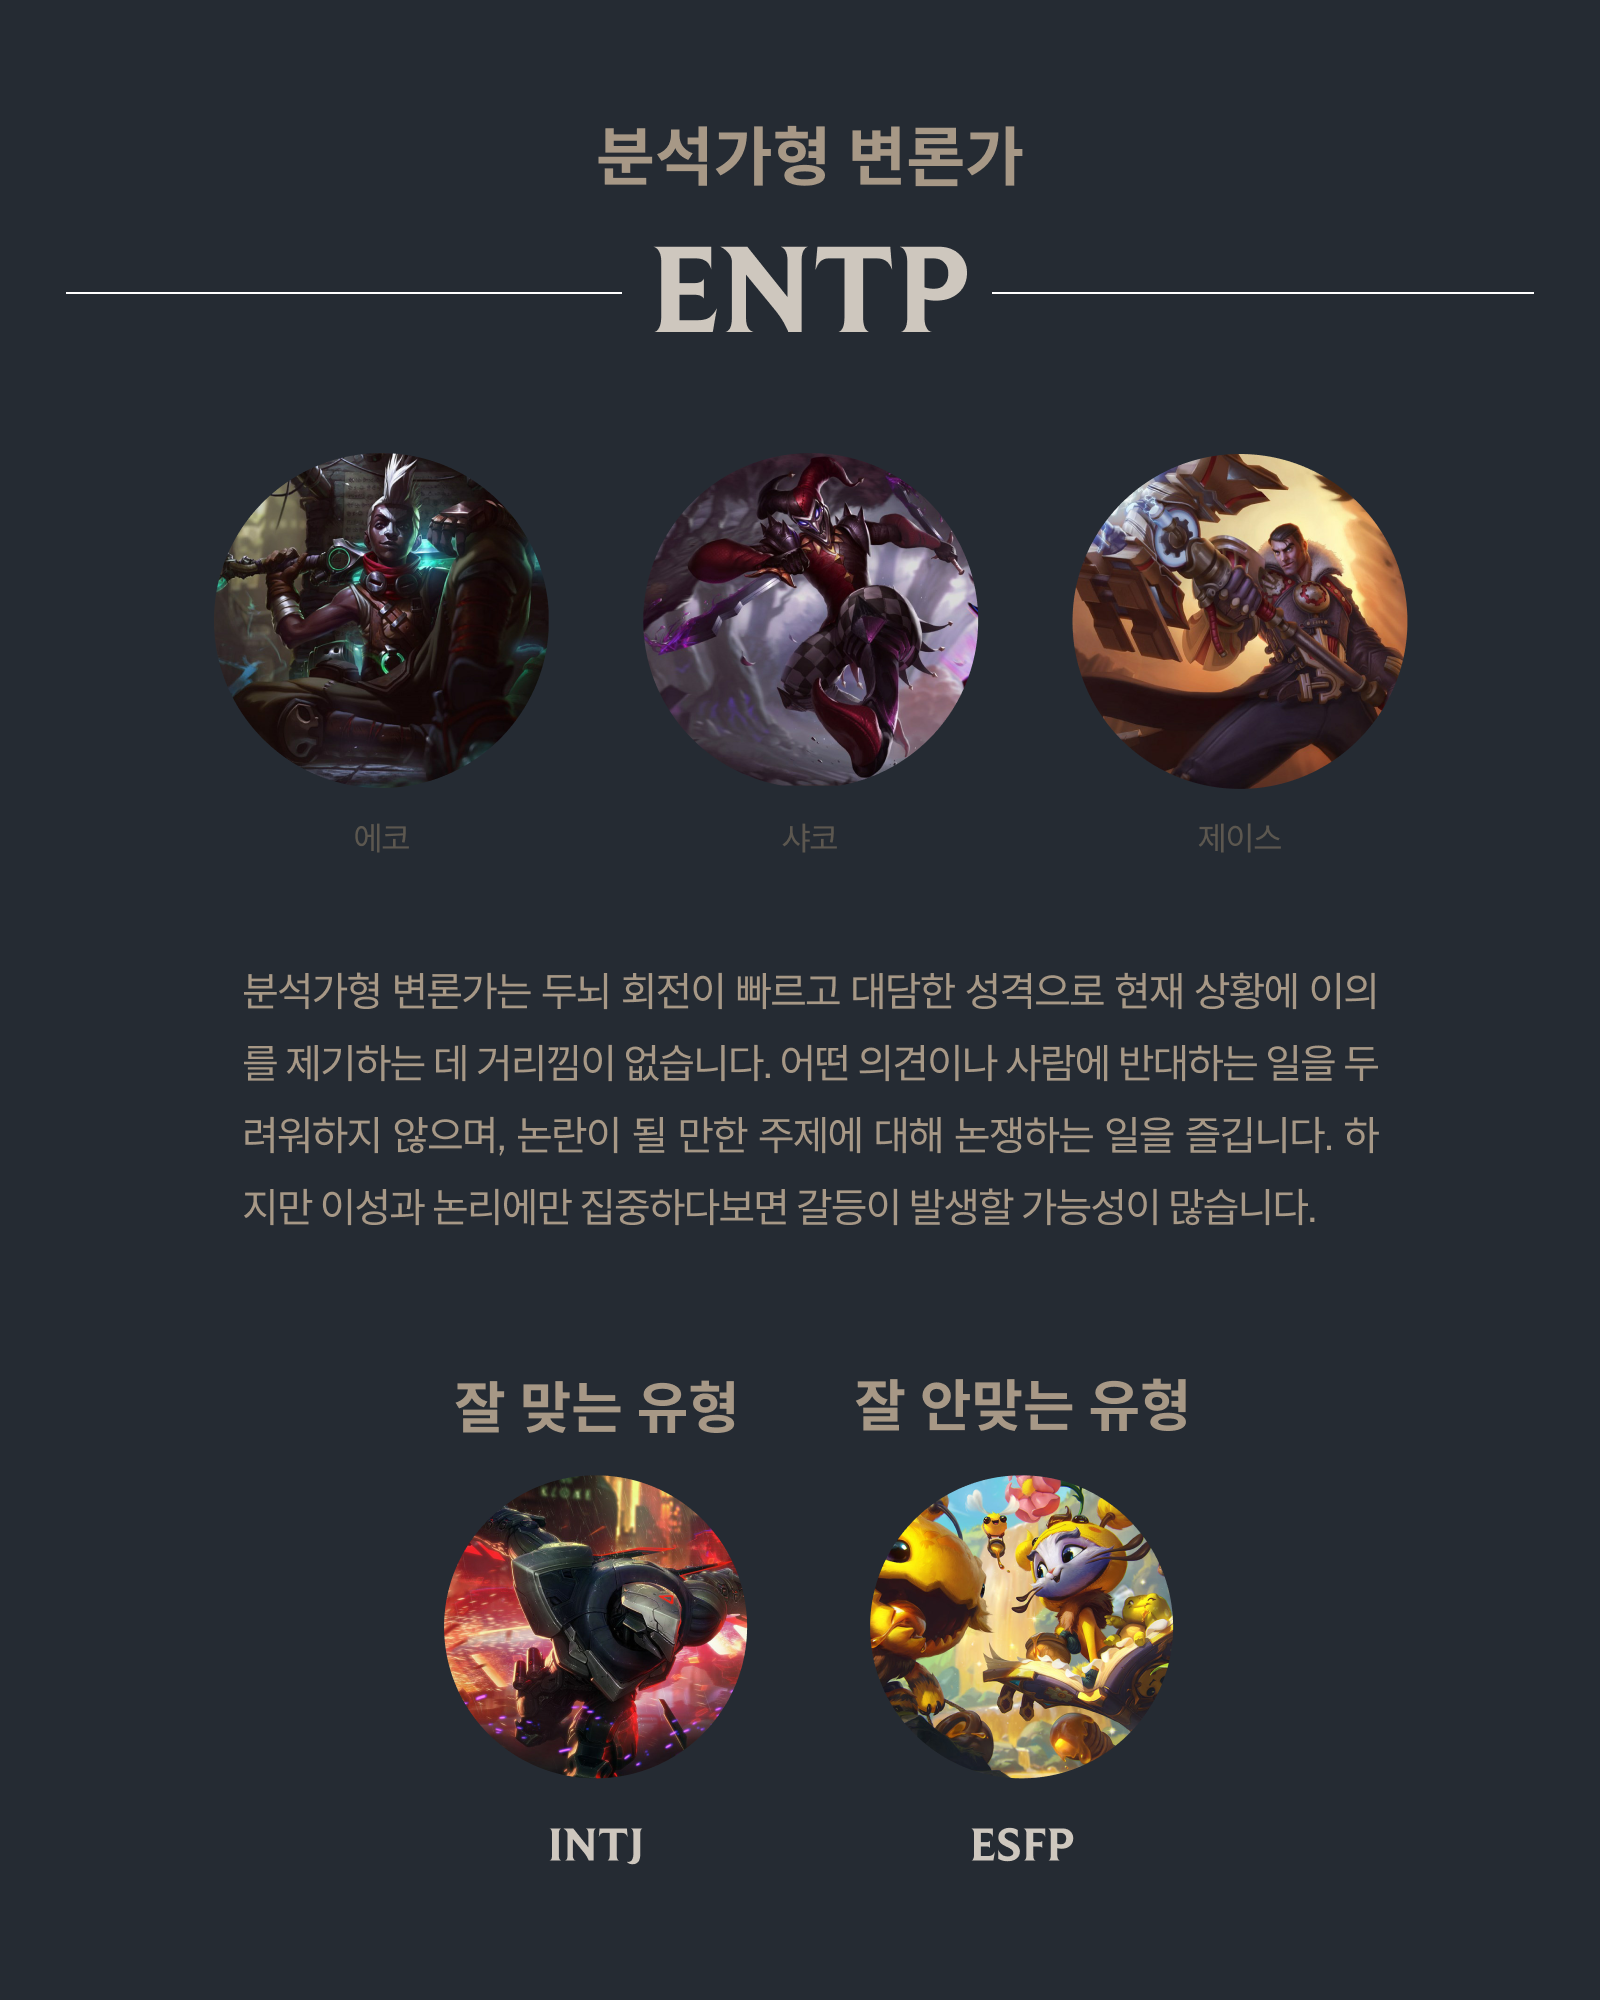 분석가형 변론가
ENTP
에코
샤코
제이스
분석가형 변론가는 두뇌 회전이 빠르고 대담한 성격으로 현재 상황에 이의
를 제기하는 데 거리낌이 없습니다. 어떤 의견이나 사람에 반대하는 일을 두
려워하지 않으며, 논란이 될 만한 주제에 대해 논쟁하는 일을 즐깁니다. 하
지만 이성과 논리에만 집중하다보면 갈등이 발생할 가능성이 많습니다.
잘 맞는 유형
잘 안맞는 유형
INTJ
ESFP